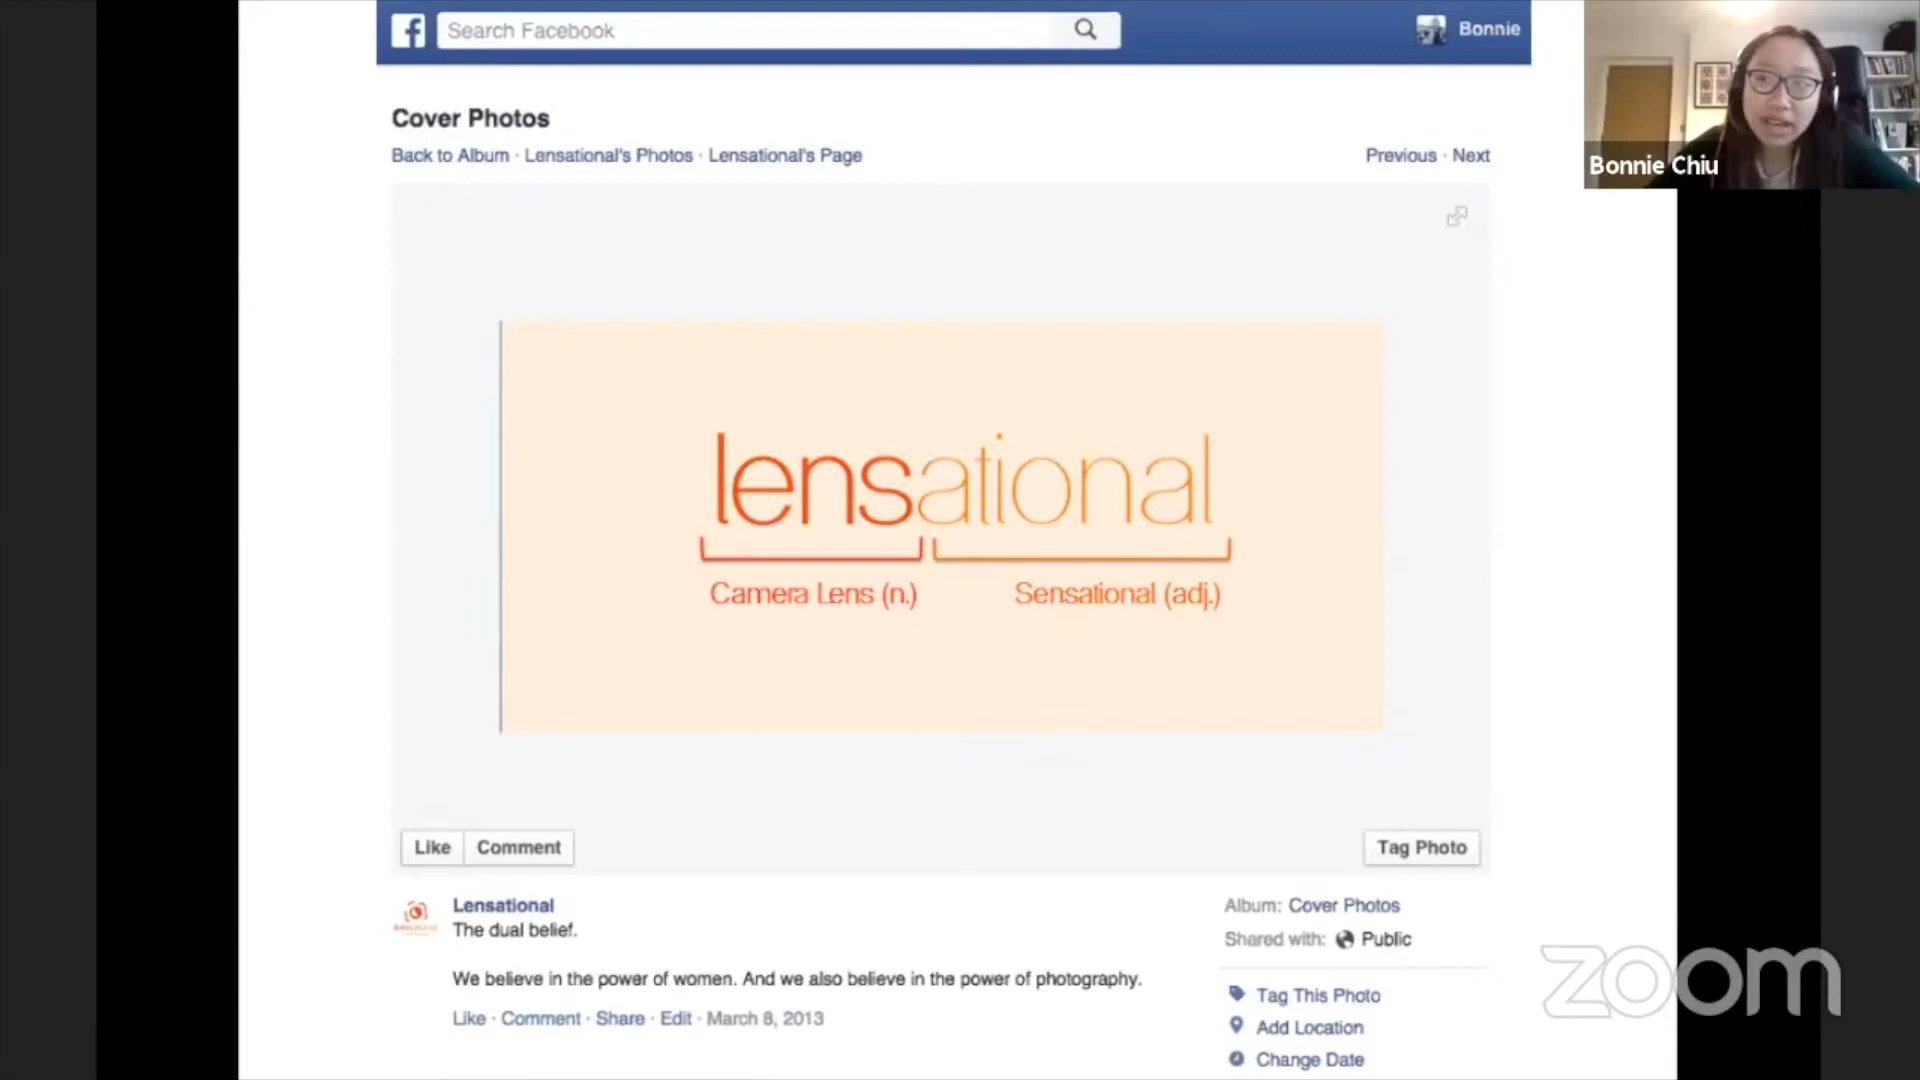 Search Facebook
Bonnie
Bonnie Chiu
Cover Photos
Back to Album · Lensational's Photos · Lensational's Page
Previous · Next
lensational
Camera Lens (n.)
Sensational (adj.)
Like
Comment
Tag Photo
Lensational
The dual belief.
We believe in the power of women. And we also believe in the power of photography.
Like · Comment · Share · Edit · March 8, 2013
Album: Cover Photos
Shared with: Public
Tag This Photo
Add Location
Change Date
zoom